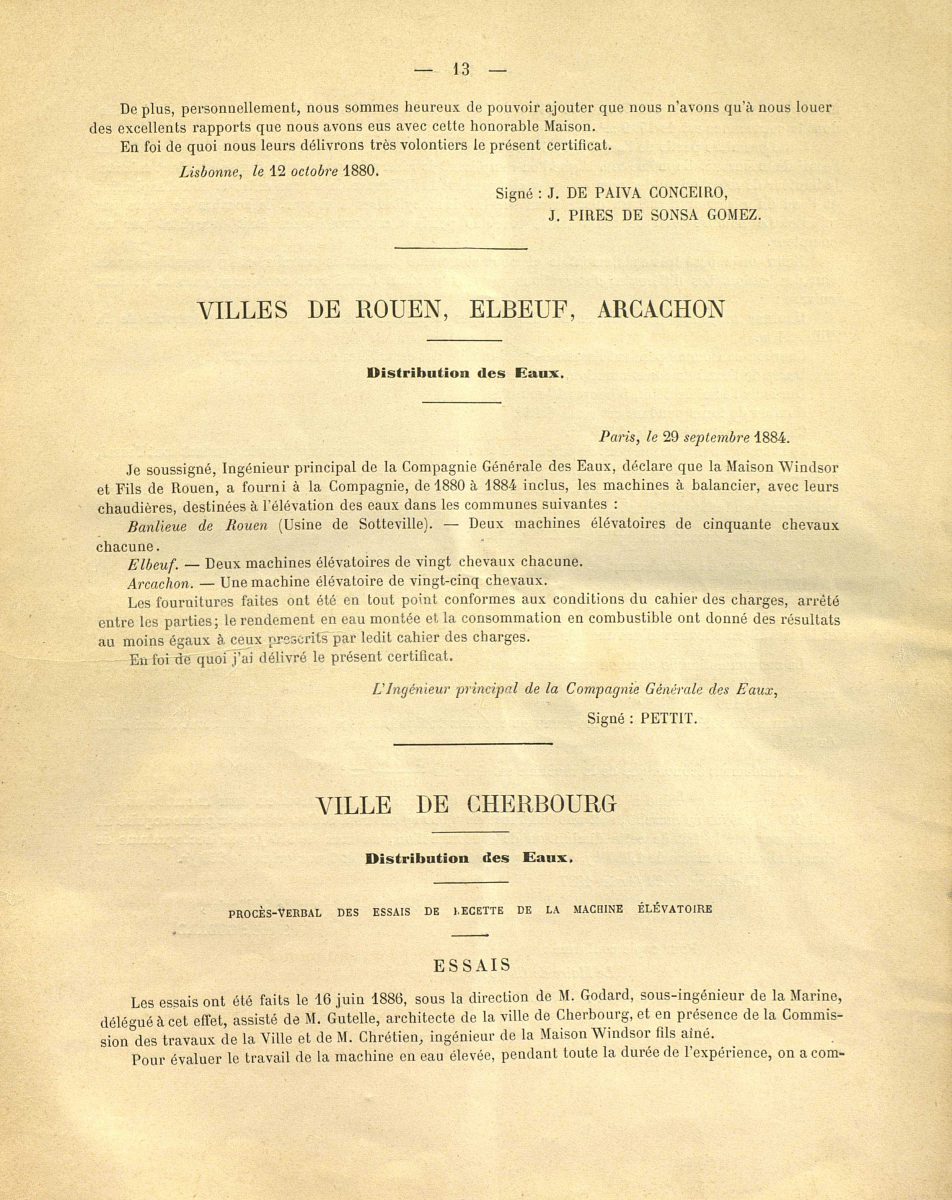 — 13 —
De plus, personnellement, nous sommes heureux de pouvoir ajouter que nous n'avons qu'à nous louer
des excellents rapports que nous avons eus avec cette honorable Maison.
En foi de quoi nous leurs délivrons très volontiers le présent certificat.
Lisbonne, le 12 octobre 1880.
Signé : J. DE PAIVA CONCEIRO,
J. PIRES DE SONSA GOMEZ.
VILLES DE ROUEN, ELBEUF, ARCACHON
Distribution des Eaux.
Paris, le 29 septembre 1884.
Je soussigné, Ingénieur principal de la Compagnie Générale des Eaux, déclare que la Maison Windsor
et Fils de Rouen, a fourni à la Compagnie, de 1880 à 1884 inclus, les machines à balancier, avec leurs
chaudières, destinées à l'élévation des eaux dans les communes suivantes :
Banlieue de Rouen (Usine de Sotteville). — Deux machines élévatoires de cinquante chevaux
chacune.
Elbeuf. — Deux machines élévatoires de vingt chevaux chacune.
Arcachon. — Une machine élévatoire de vingt-cinq chevaux.
Les fournitures faites ont été en tout point conformes aux conditions du cahier des charges, arrêté
entre les parties; le rendement en eau montée et la consommation en combustible ont donné des résultats
au moins égaux à ceux prescrits par ledit cahier des charges.
En foi de quoi j'ai délivré le présent certificat.
L'Ingénieur principal de la Compagnie Générale des Eaux,
Signé : PETTIT.
VILLE DE CHERBOURG
Distribution des Eaux.
PROCÈS-VERBAL DES ESSAIS DE RECETTE DE LA MACHINE ÉLÉVATOIRE
ESSAIS
Les essais ont été faits le 16 juin 1886, sous la direction de M. Godard, sous-ingénieur de la Marine,
délégué à cet effet, assisté de M. Gutelle, architecte de la ville de Cherbourg, et en présence de la Commis-
sion des travaux de la Ville et de M. Chrétien, ingénieur de la Maison Windsor fils aîné.
Pour évaluer le travail de la machine en eau élevée, pendant toute la durée de l'expérience, on a com-